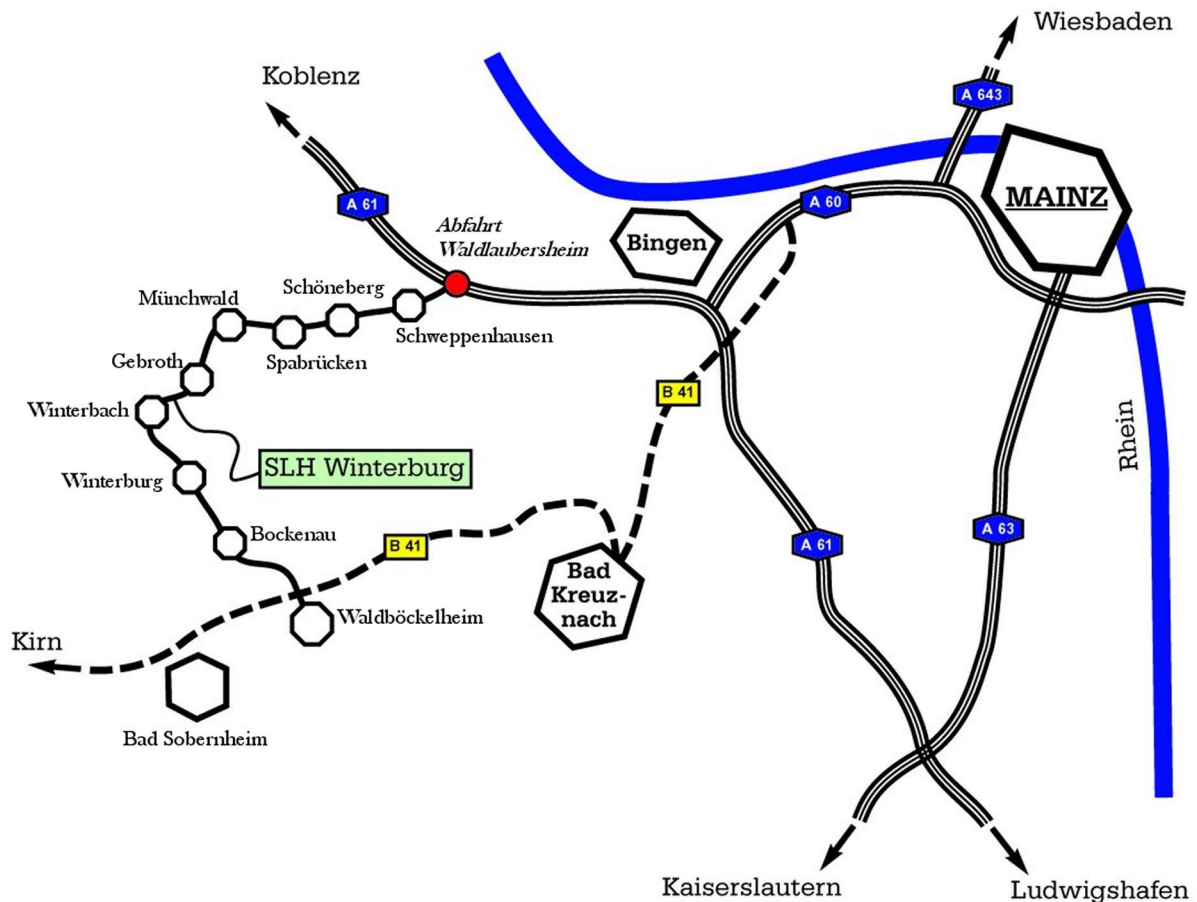 Wiesbaden
Koblenz
A 643
A 61
A 60
MAINZ
Abfahrt
Waldlaubersheim
Bingen
Schöneberg
Münchwald
Schweppenhausen
Spabrücken
Gebroth
B 41
Winterbach
Rhein
SLH Winterburg
Winterburg
Bockenau
B 41
A 61
A 63
Bad
Kreuz-
nach
Waldböckelheim
Kirn
Bad Sobernheim
Kaiserslautern
Ludwigshafen